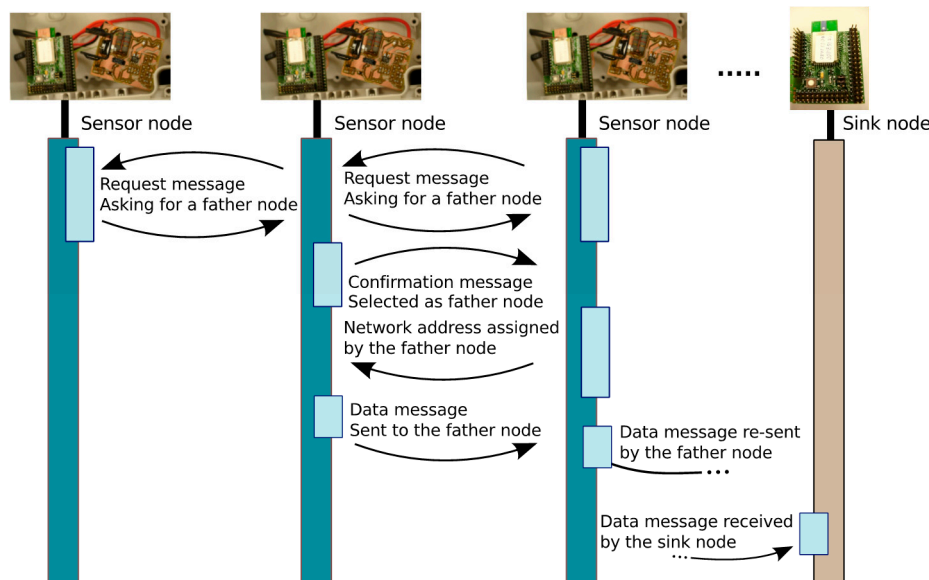 .....
Sensor node
Sensor node
Sensor node
Sink node
Request message
Asking for a father node
Request message
Asking for a father node
Confirmation message
Selected as father node
Network address assigned
by the father node
Data message
Sent to the father node
Data message re-sent
by the father node
...
Data message received
by the sink node
...